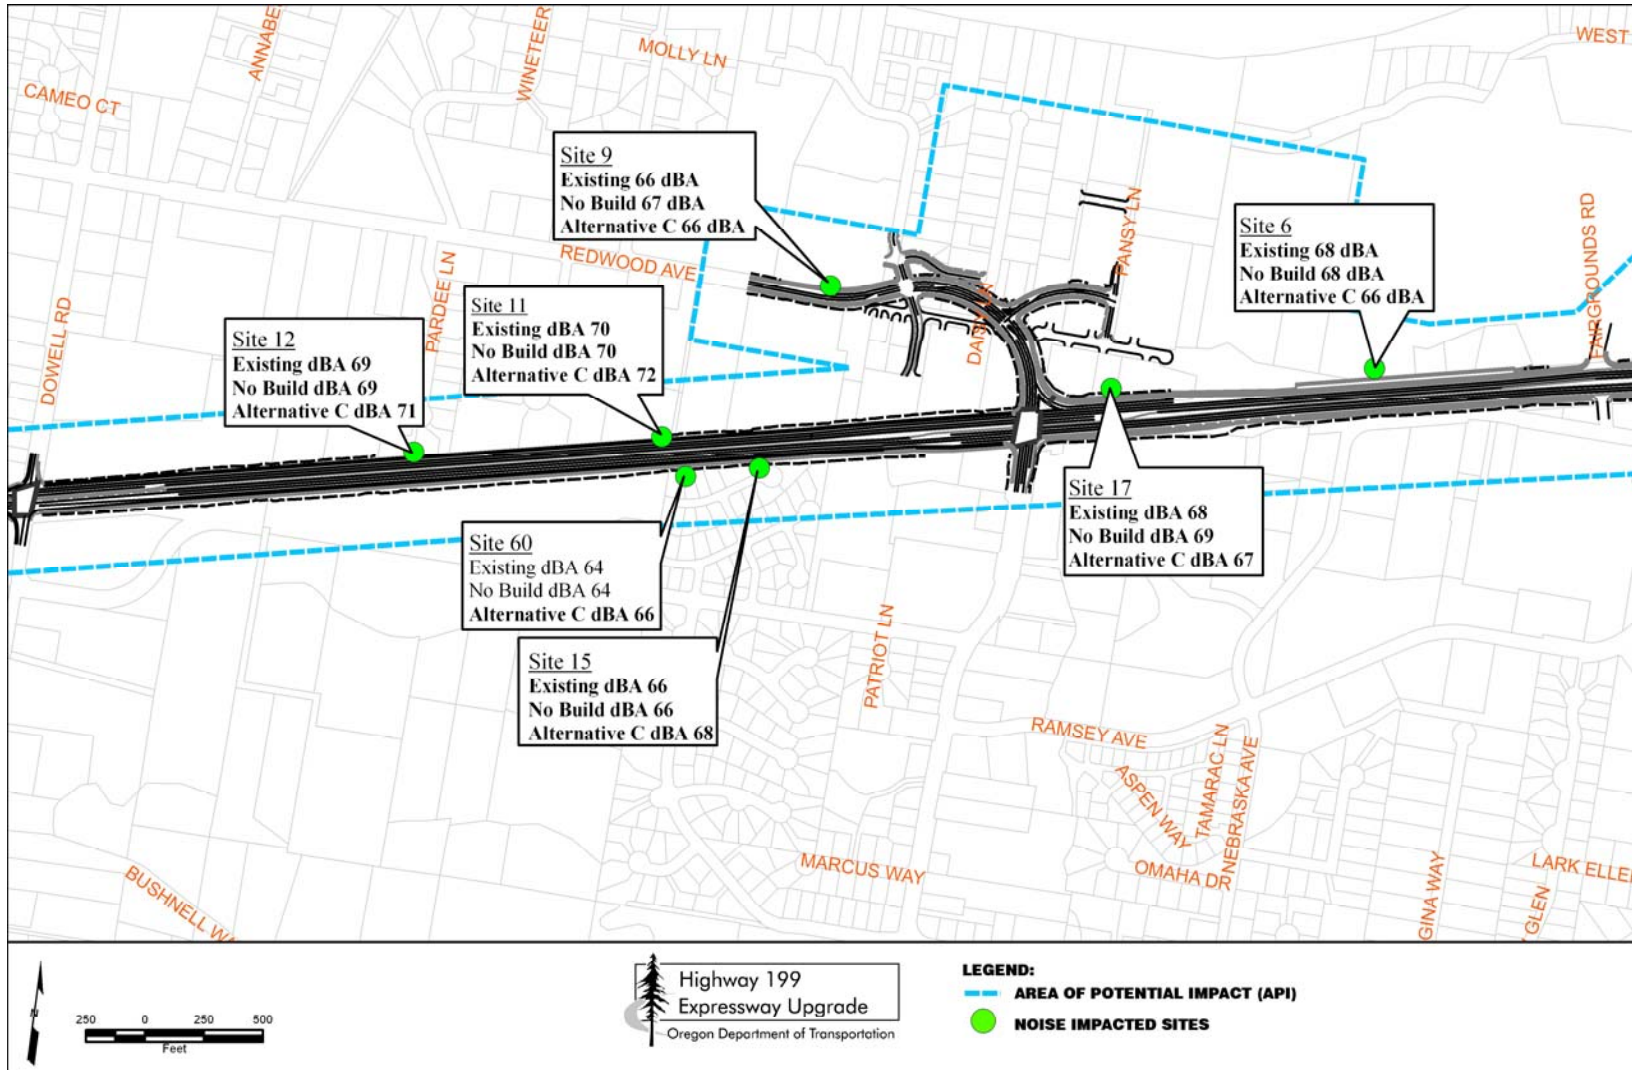 WEST
MOLLY LN
ANNABE
WINETEER
CAMEO CT
Site 9
Existing 66 dBA
No Build 67 dBA
Alternative C 66 dBA
PANSY LN
Site 6
Existing 68 dBA
No Build 68 dBA
Alternative C 66 dBA
FAIRGROUNDS RD
REDWOOD AVE
PARDEE LN
DOWELL RD
Site 11
Existing dBA 70
No Build dBA 70
Alternative C dBA 72
Site 12
Existing dBA 69
No Build dBA 69
Alternative C dBA 71
LN
Site 17
Existing dBA 68
No Build dBA 69
Alternative C dBA 67
Site 60
Existing dBA 64
No Build dBA 64
Alternative C dBA 66
Site 15
Existing dBA 66
No Build dBA 66
Alternative C dBA 68
PATRIOT LN
RAMSEY AVE
ASPEN WAY
TAMARAC LN
NEBRASKA AVE
MARCUS WAY
OMAHA DR
GINA WAY
LARK ELLE
GLEN
BUSHNELL WA
N
250 0 250 500
Feet
Highway 199
Expressway Upgrade
Oregon Department of Transportation
LEGEND:
AREA OF POTENTIAL IMPACT (API)
NOISE IMPACTED SITES